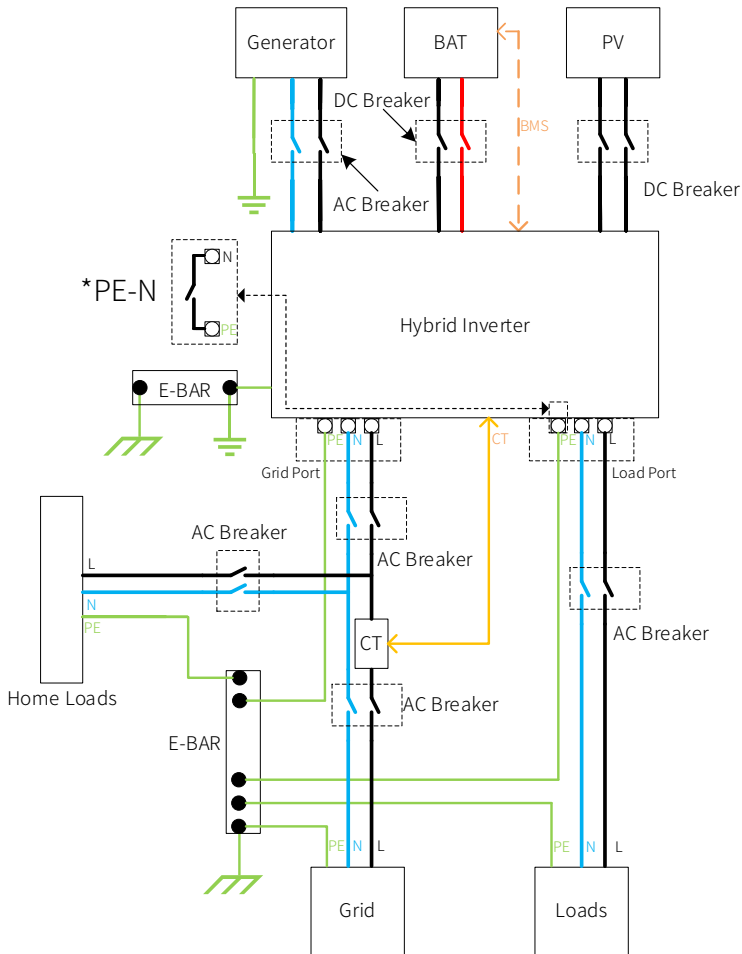 Generator
BAT
PV
DC Breaker
BMS
AC Breaker
DC Breaker
N
*PE-N
PE
Hybrid Inverter
E-BAR
PE N L
CT
PE N L
Grid Port
Load Port
AC Breaker
AC Breaker
L
N
PE
AC Breaker
CT
Home Loads
AC Breaker
E-BAR
PE N L
PE N L
Grid
Loads